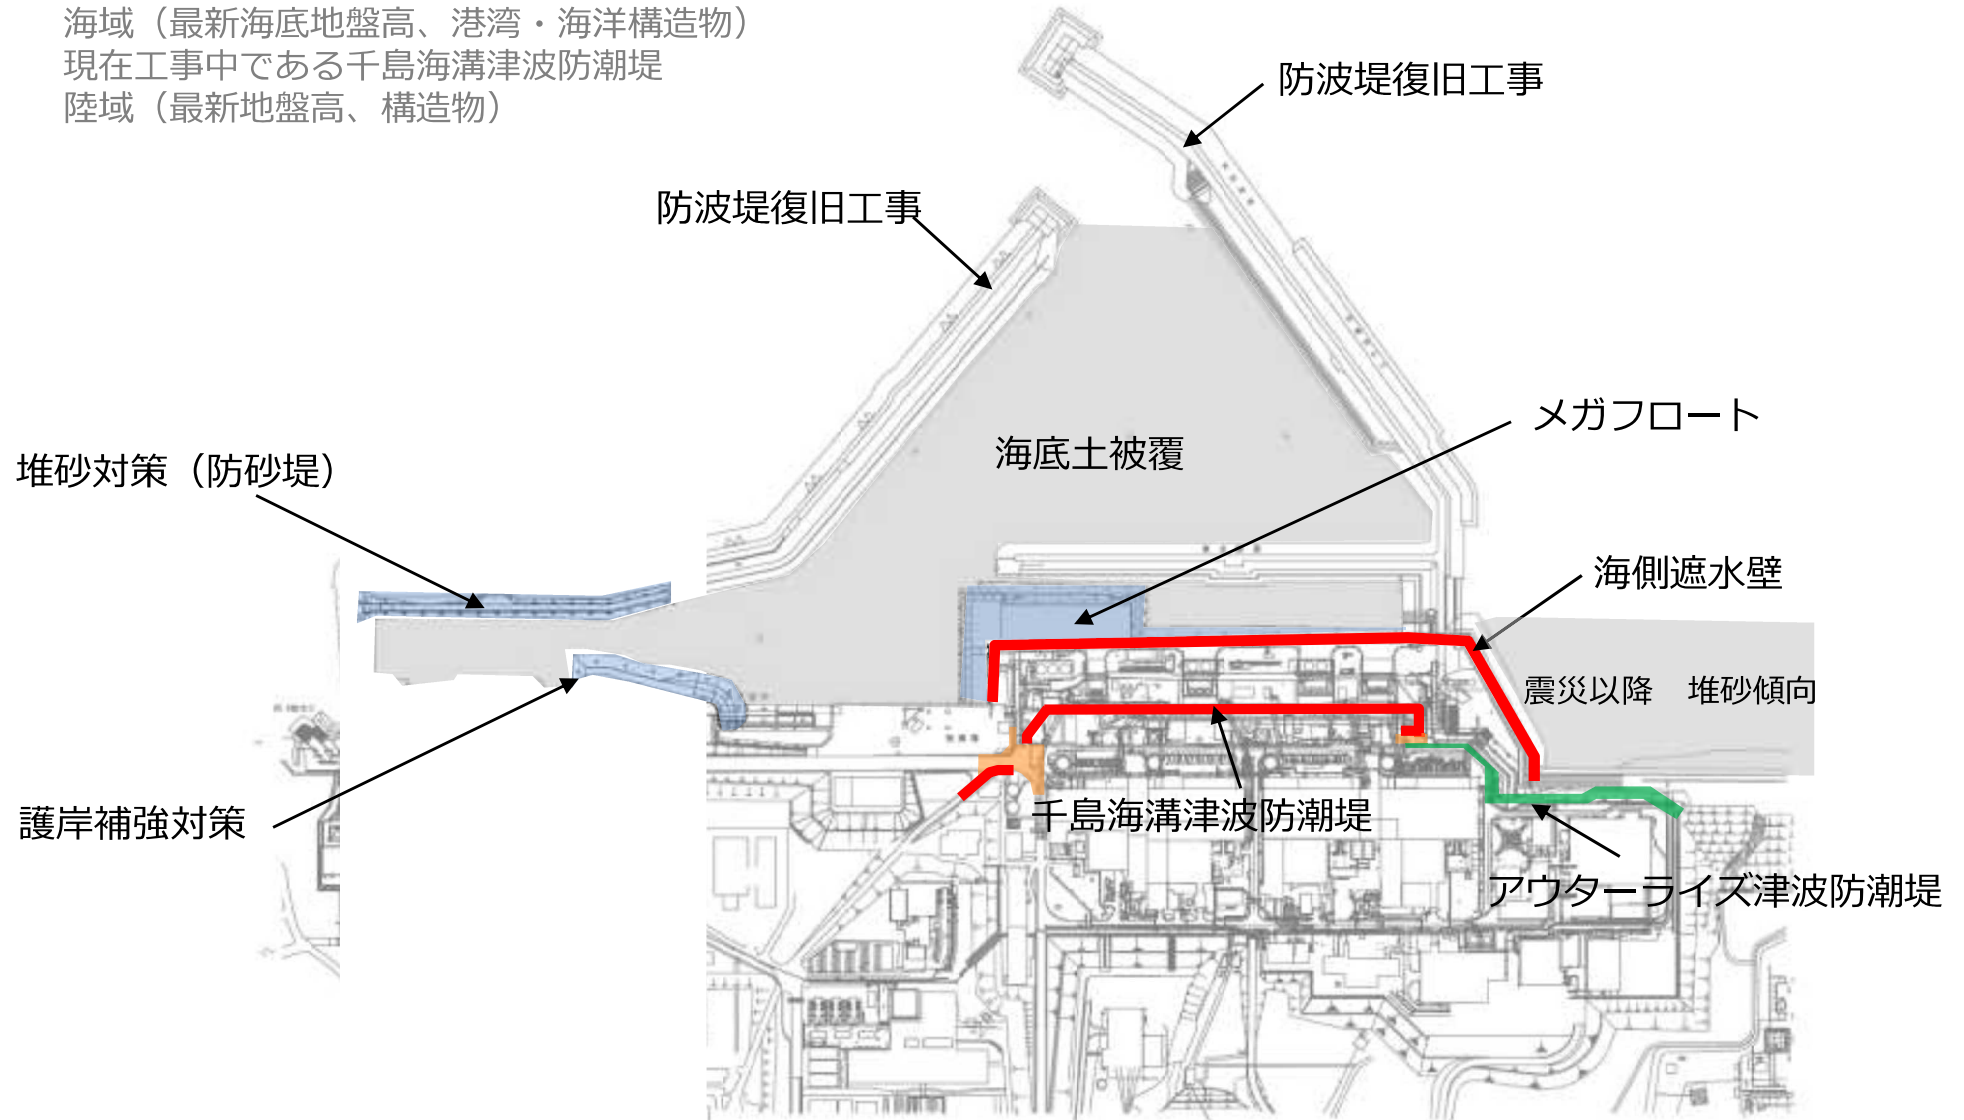 海域（最新海底地盤高、港湾・海洋構造物）
現在工事中である千島海溝津波防潮堤
陸域（最新地盤高、構造物）
防波堤復旧工事
防波堤復旧工事
メガフロート
海底土被覆
堆砂対策（防砂堤）
海側遮水壁
震災以降　堆砂傾向
千島海溝津波防潮堤
護岸補強対策
アウターライズ津波防潮堤